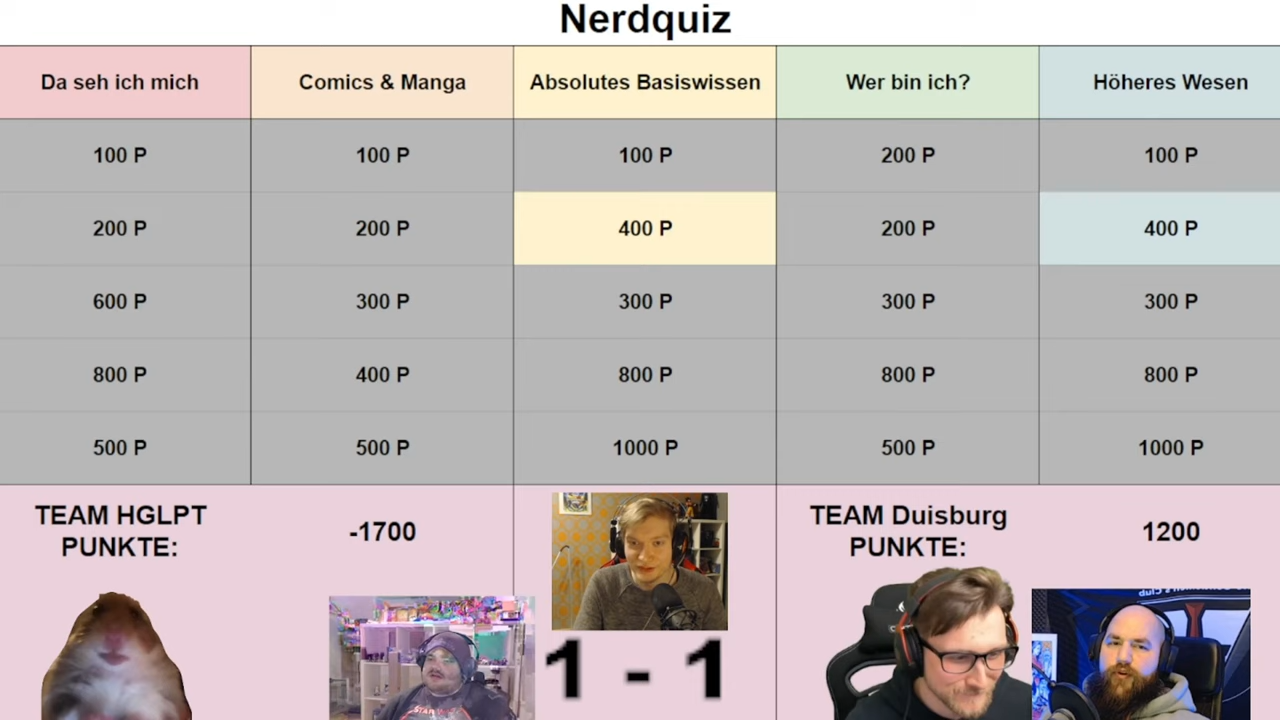 Nerdquiz
Da seh ich mich
Comics & Manga
Absolutes Basiswissen
Wer bin ich?
Höheres Wesen
100 P
100 P
100 P
200 P
100 P
200 P
200 P
400 P
200 P
400 P
600 P
300 P
300 P
300 P
300 P
800 P
400 P
800 P
800 P
800 P
500 P
500 P
1000 P
500 P
1000 P
TEAM HGLPT
PUNKTE:
-1700
TEAM Duisburg
PUNKTE:
1200
1 - 1